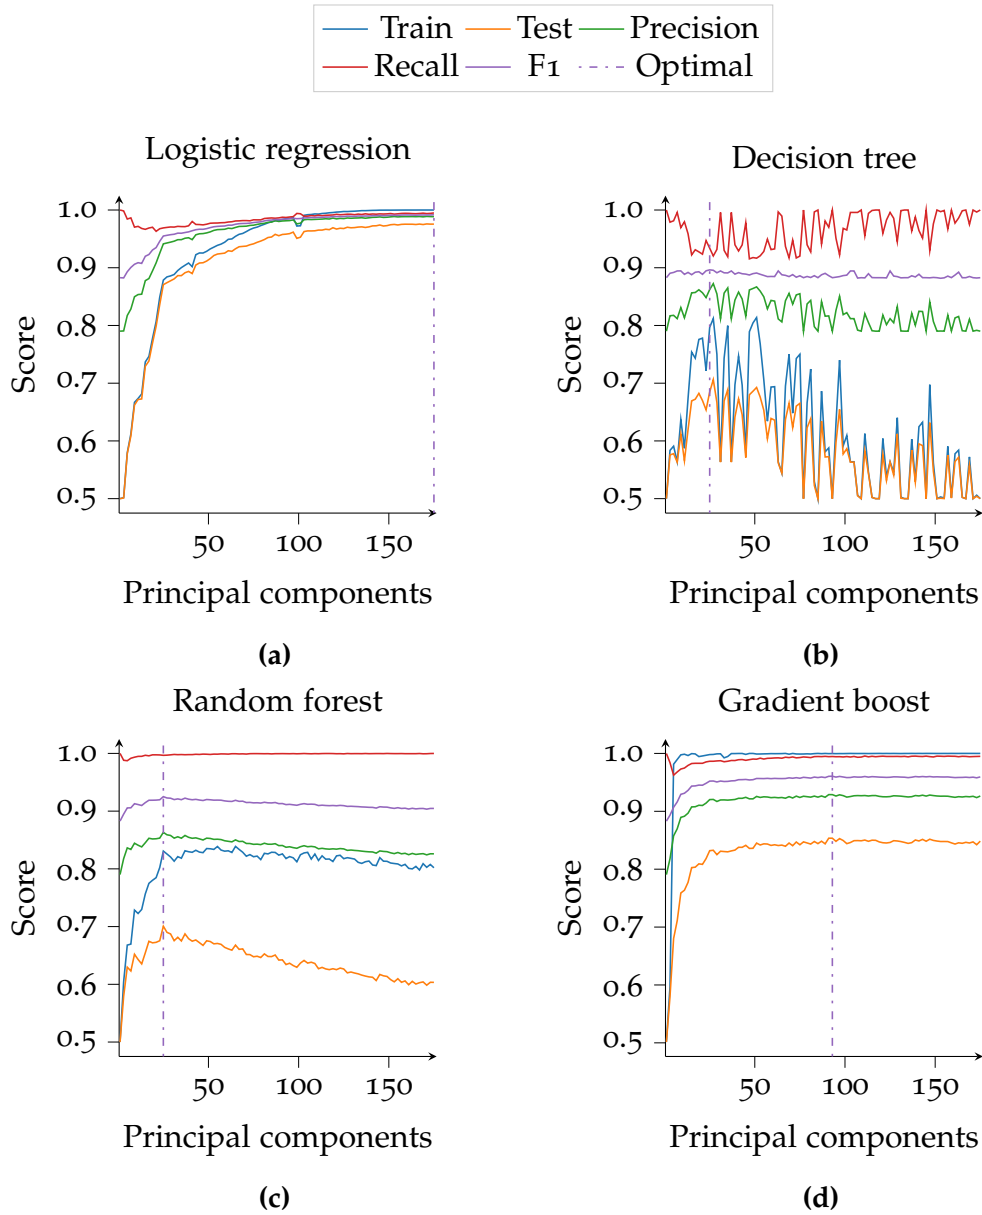 Train Test Precision
Recall F1 Optimal
Logistic regression
1.0
0.9
0.8
0.7
0.6
0.5
Score
50 100 150
Principal components
(a)
Decision tree
1.0
0.9
0.8
0.7
0.6
0.5
Score
50 100 150
Principal components
(b)
Random forest
1.0
0.9
0.8
0.7
0.6
0.5
Score
50 100 150
Principal components
(c)
Gradient boost
1.0
0.9
0.8
0.7
0.6
0.5
Score
50 100 150
Principal components
(d)